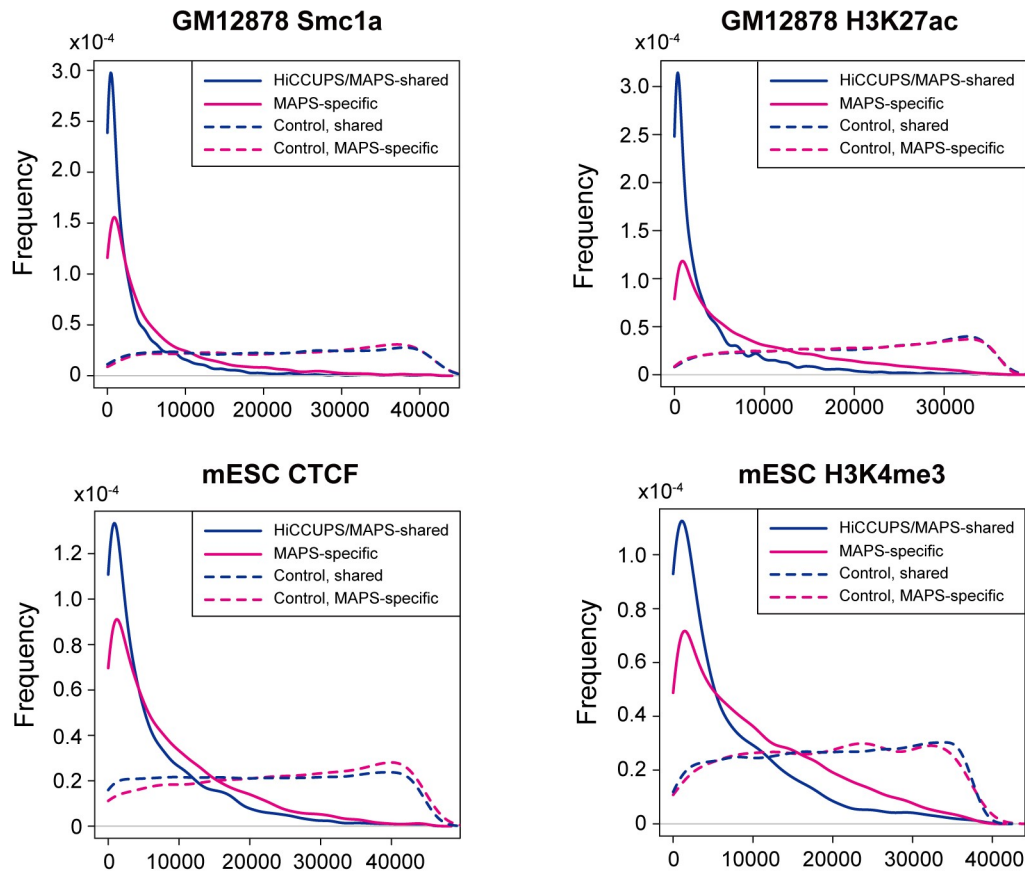 GM12878 Smc1a
x10-4
Frequency
3.0
2.5
2.0
1.5
1.0
0.5
0
HiCCUPS/MAPS-shared
MAPS-specific
Control, shared
Control, MAPS-specific
0 10000 20000 30000 40000
GM12878 H3K27ac
x10-4
Frequency
3.0
2.5
2.0
1.5
1.0
0.5
0
HiCCUPS/MAPS-shared
MAPS-specific
Control, shared
Control, MAPS-specific
0 10000 20000 30000
mESC CTCF
x10-4
Frequency
1.2
1.0
0.8
0.6
0.4
0.2
0
HiCCUPS/MAPS-shared
MAPS-specific
Control, shared
Control, MAPS-specific
0 10000 20000 30000 40000
mESC H3K4me3
x10-4
Frequency
1.0
0.8
0.6
0.4
0.2
0
HiCCUPS/MAPS-shared
MAPS-specific
Control, shared
Control, MAPS-specific
0 10000 20000 30000 40000